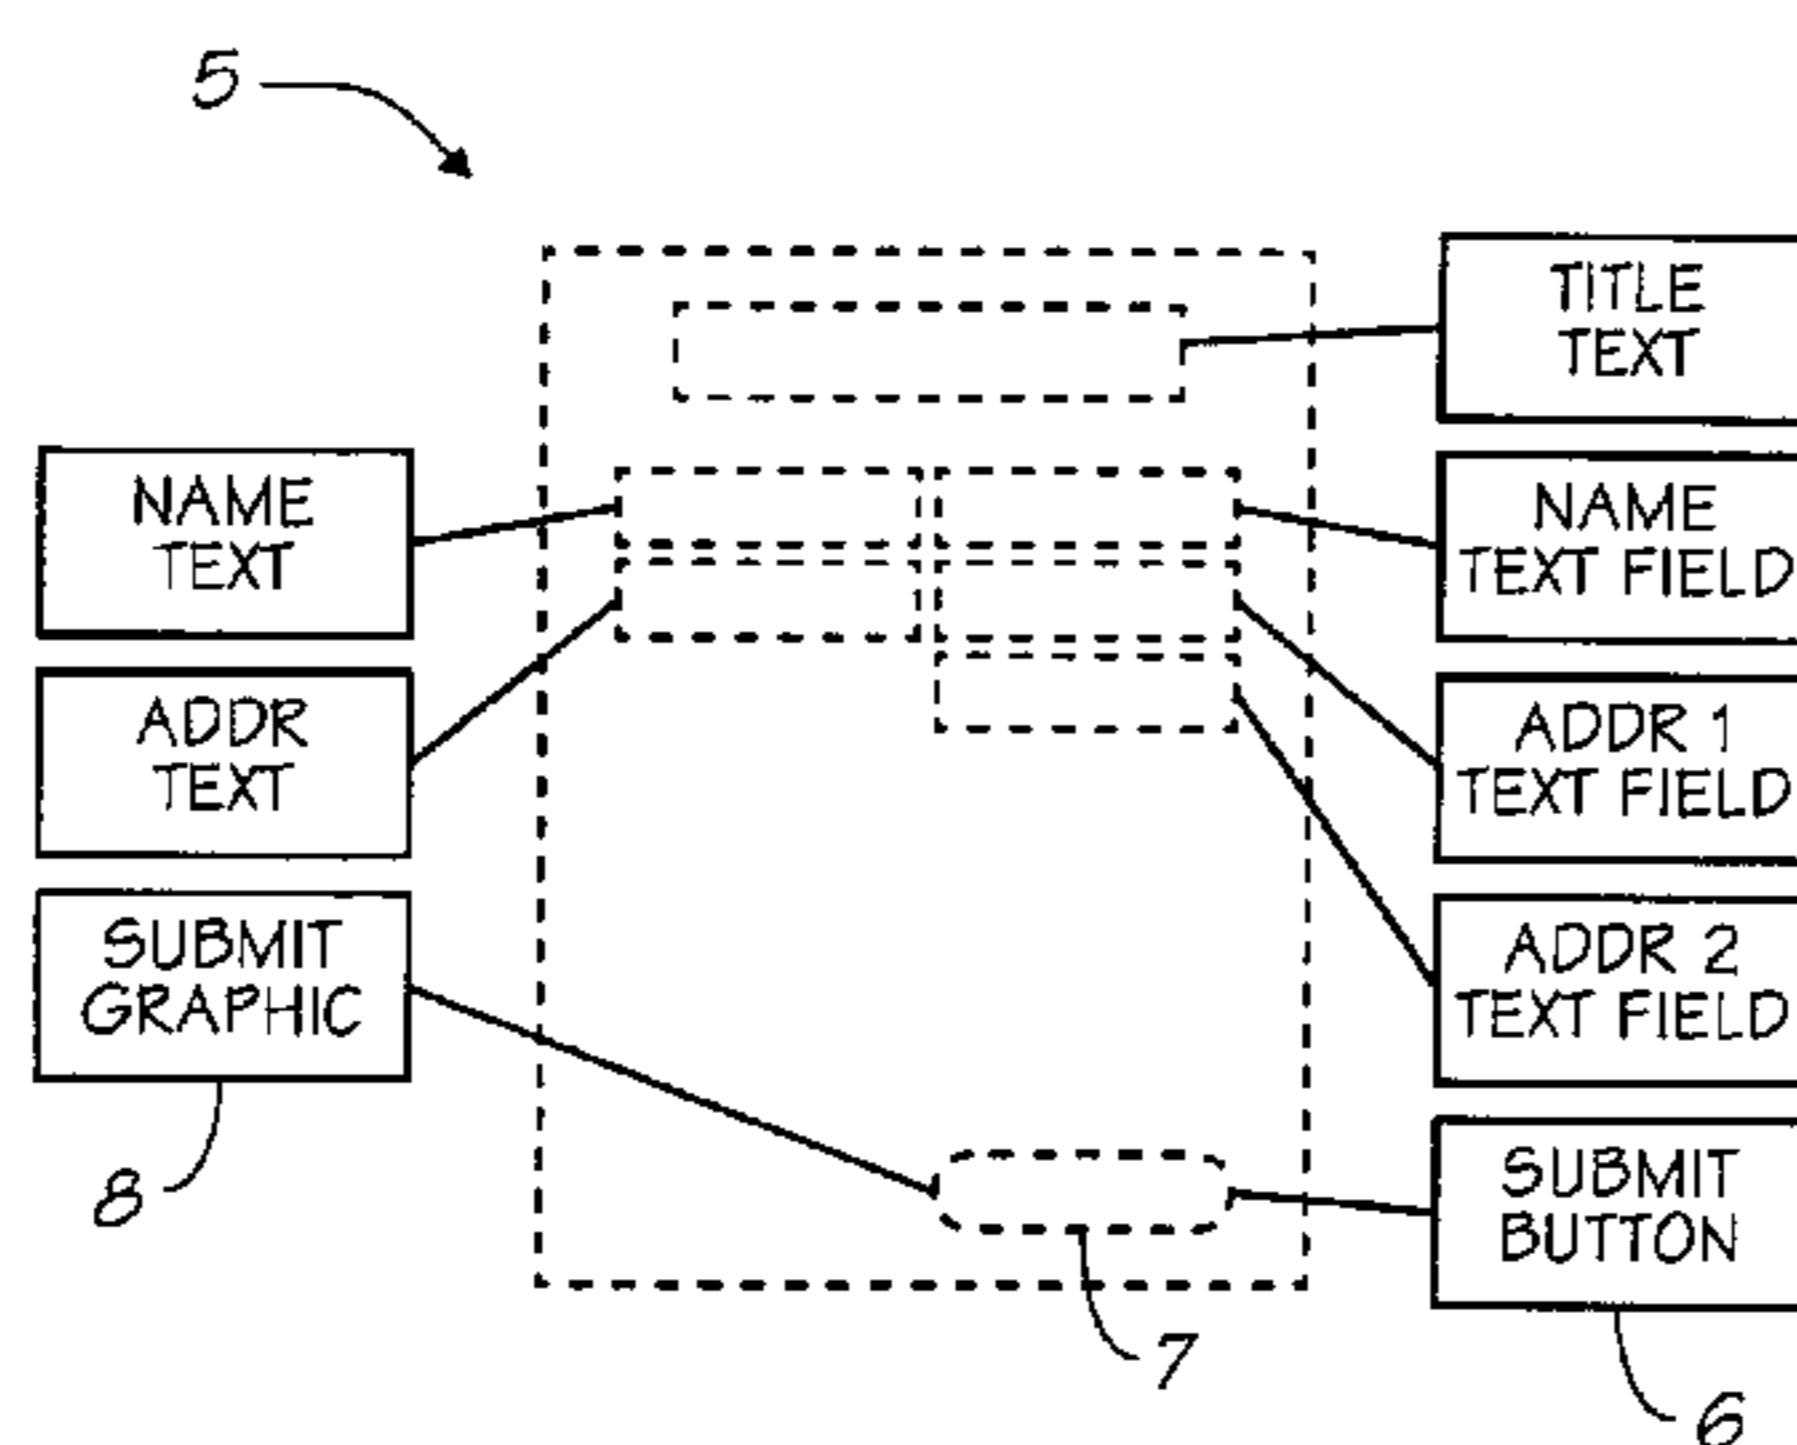 5
TITLE
TEXT
NAME
TEXT
NAME
TEXT FIELD
ADDR
TEXT
ADDR 1
TEXT FIELD
SUBMIT
GRAPHIC
ADDR 2
TEXT FIELD
8
SUBMIT
BUTTON
7
6